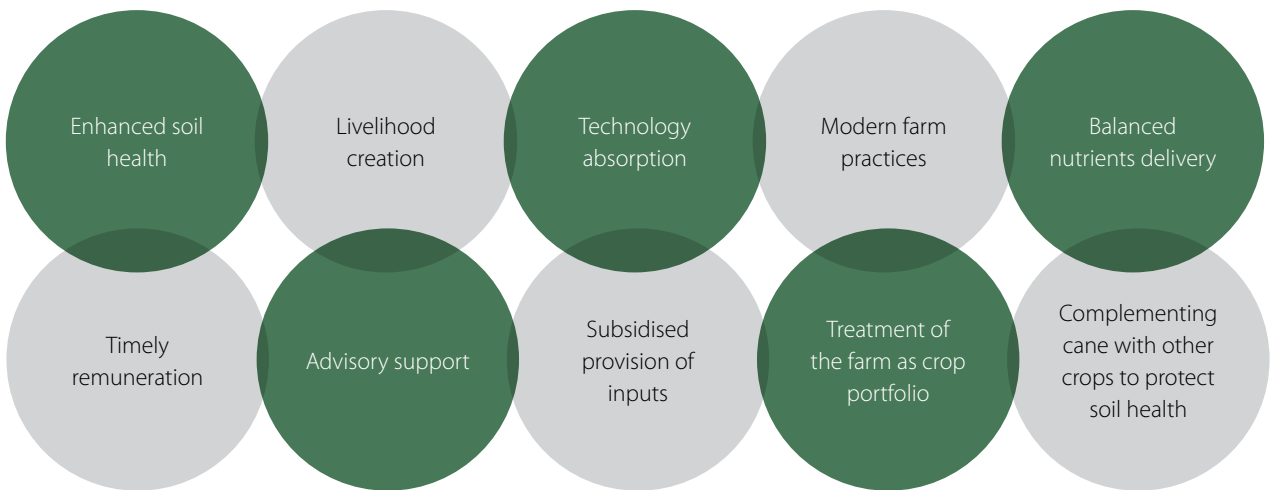 Enhanced soil
health
Livelihood
creation
Technology
absorption
Modern farm
practices
Balanced
nutrients delivery
Timely
remuneration
Advisory support
Subsidised
provision of
inputs
Treatment of
the farm as crop
portfolio
Complementing
cane with other
crops to protect
soil health